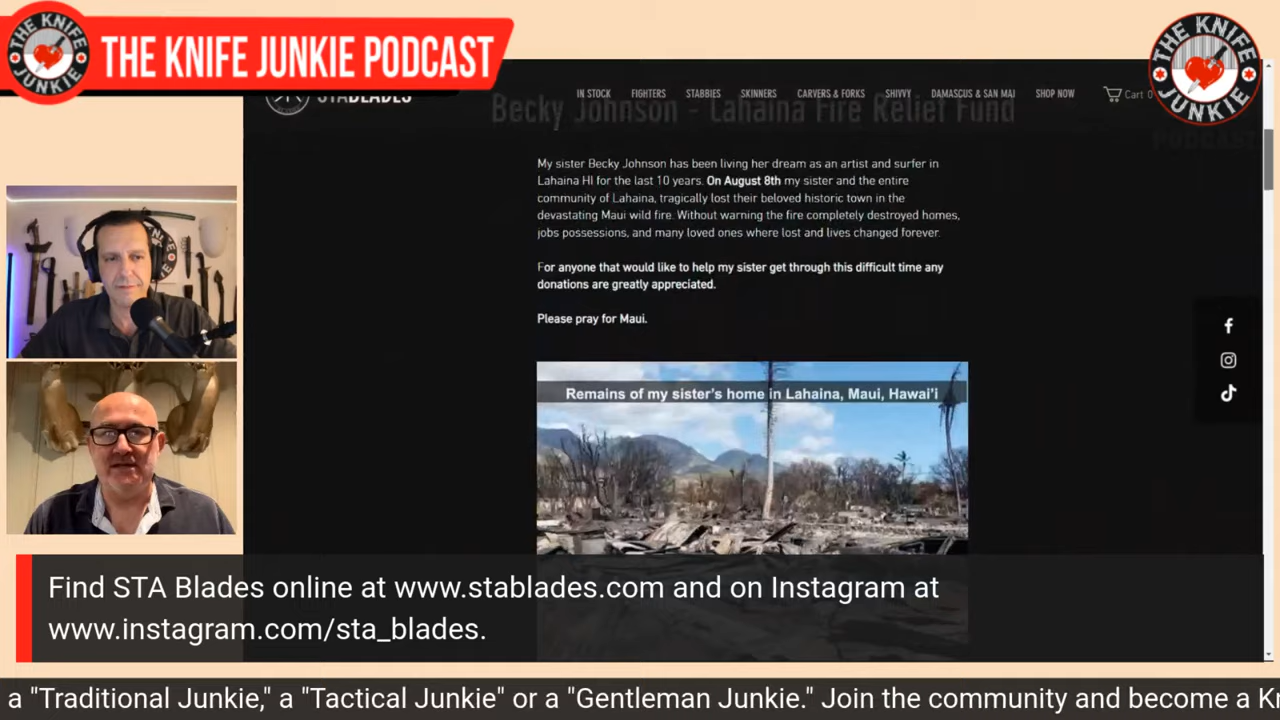 THE KNIFE JUNKIE
THE KNIFE JUNKIE PODCAST
THE KNIFE JUNKIE
STABLADES
IN STOCK FIGHTERS STABBIES SKINNERS CARVERS & FORKS SHIVVY DAMASCUS & SAN MAI SHOP NOW Cart 0
Becky Johnson - Lahaina Fire Relief Fund
PODCAST
My sister Becky Johnson has been living her dream as an artist and surfer in
Lahaina HI for the last 10 years. On August 8th my sister and the entire
community of Lahaina, tragically lost their beloved historic town in the
devastating Maui wild fire. Without warning the fire completely destroyed homes,
jobs possessions, and many loved ones where lost and lives changed forever.
For anyone that would like to help my sister get through this difficult time any
donations are greatly appreciated.
Please pray for Maui.
Remains of my sister's home in Lahaina, Maui, Hawai'i
Find STA Blades online at www.stablades.com and on Instagram at
www.instagram.com/sta_blades.
a "Traditional Junkie," a "Tactical Junkie" or a "Gentleman Junkie." Join the community and become a Kn